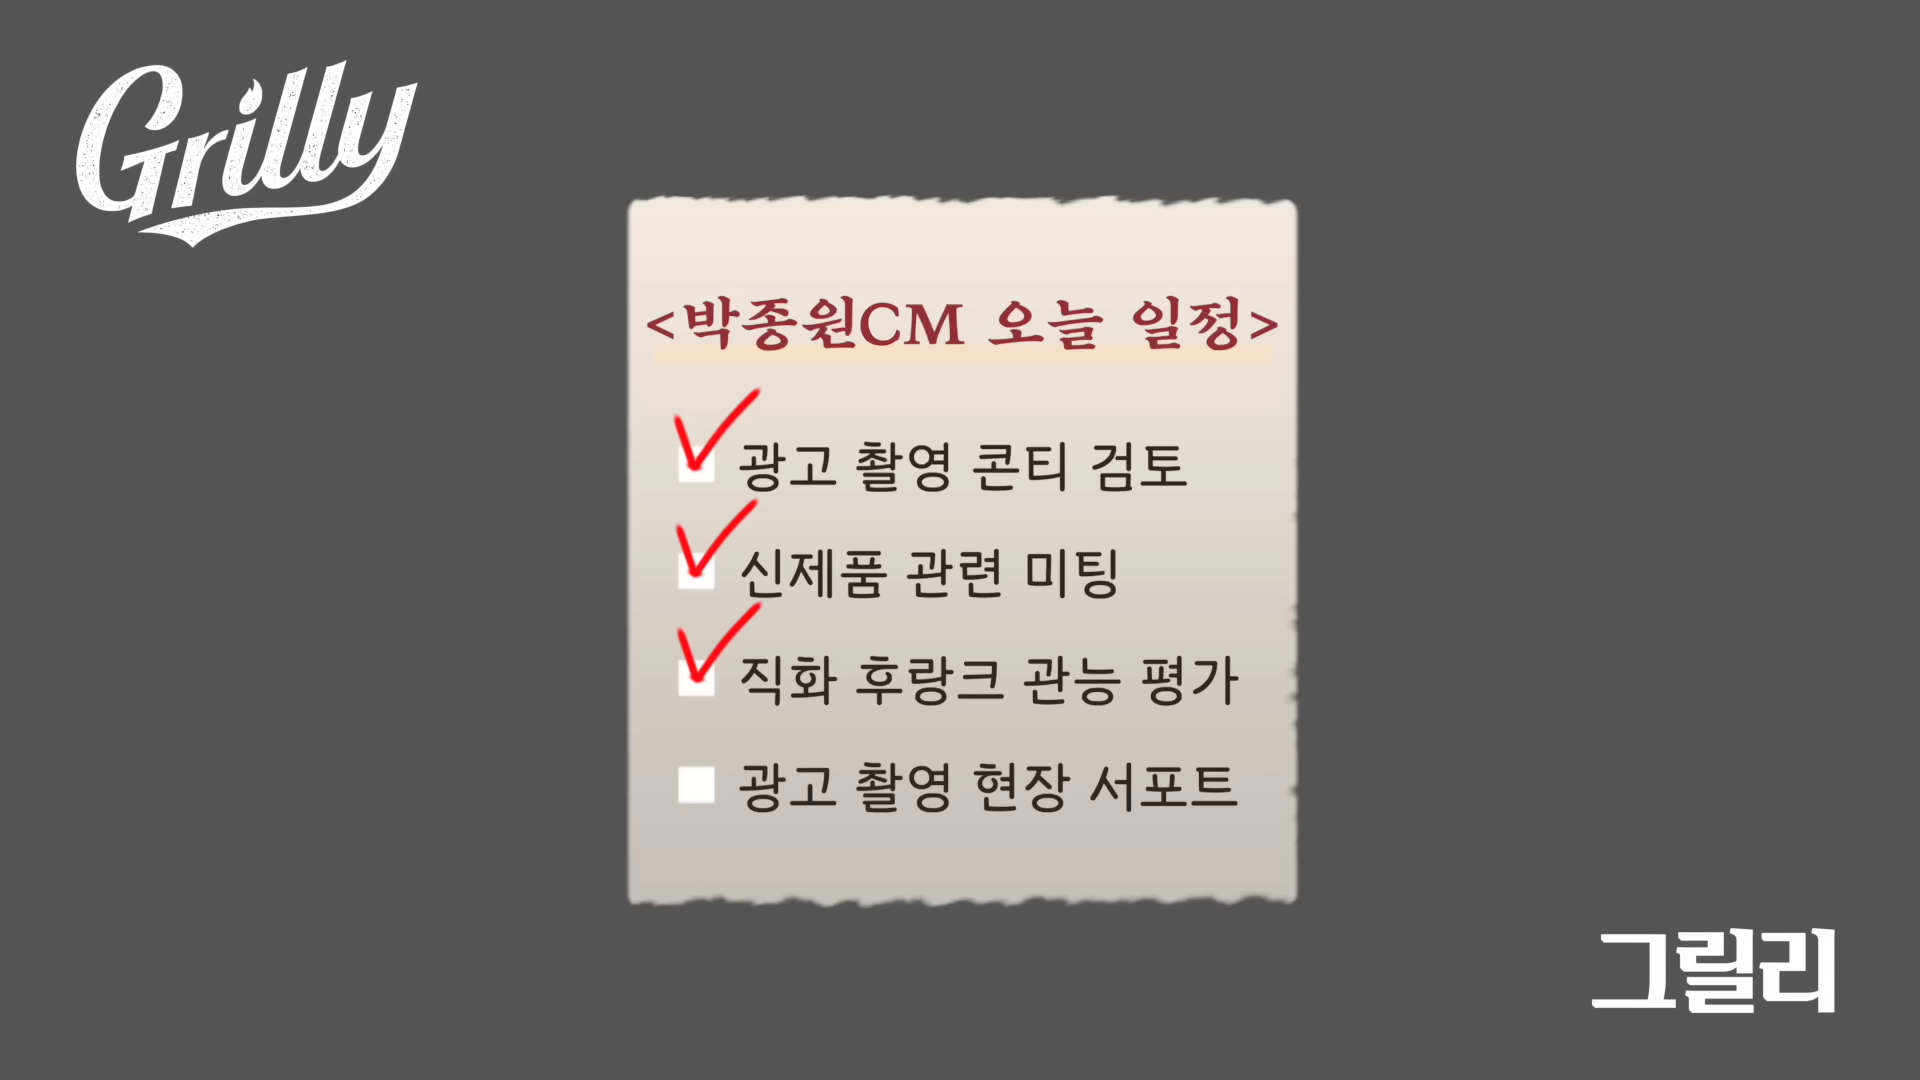 Grilly
<박종원CM 오늘 일정>
광고 촬영 콘티 검토
신제품 관련 미팅
직화 후랑크 관능 평가
광고 촬영 현장 서포트
그릴리